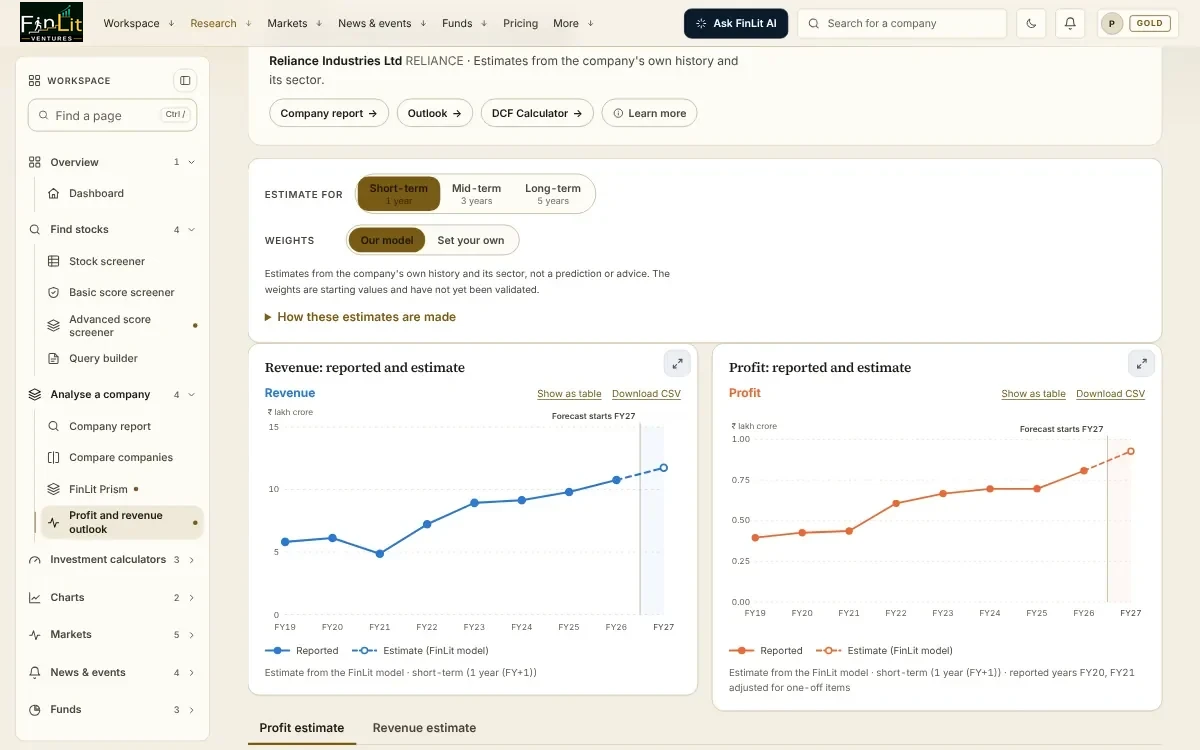 FinLit
VENTURES
Workspace
Research
Markets
News & events
Funds
Pricing
More
Ask FinLit AI
Search for a company
P
GOLD
WORKSPACE
Find a page
Ctrl /
Overview 1
Dashboard
Find stocks 4
Stock screener
Basic score screener
Advanced score
screener
Query builder
Analyse a company 4
Company report
Compare companies
FinLit Prism
Profit and revenue
outlook
Investment calculators 3
Charts 2
Markets 5
News & events 4
Funds 3
Reliance Industries Ltd RELIANCE · Estimates from the company's own history and
its sector.
Company report →
Outlook →
DCF Calculator →
Learn more
ESTIMATE FOR
Short-term
1 year
Mid-term
3 years
Long-term
5 years
WEIGHTS
Our model
Set your own
Estimates from the company's own history and its sector, not a prediction or advice. The
weights are starting values and have not yet been validated.
How these estimates are made
Revenue: reported and estimate
Revenue
Show as table
Download CSV
₹ lakh crore
Forecast starts FY27
15
10
5
0
FY19 FY20 FY21 FY22 FY23 FY24 FY25 FY26 FY27
Reported
Estimate (FinLit model)
Estimate from the FinLit model · short-term (1 year (FY+1))
Profit: reported and estimate
Profit
Show as table
Download CSV
₹ lakh crore
Forecast starts FY27
1.00
0.75
0.50
0.25
0.00
FY19 FY20 FY21 FY22 FY23 FY24 FY25 FY26 FY27
Reported
Estimate (FinLit model)
Estimate from the FinLit model · short-term (1 year (FY+1)) · reported years FY20, FY21
adjusted for one-off items
Profit estimate
Revenue estimate